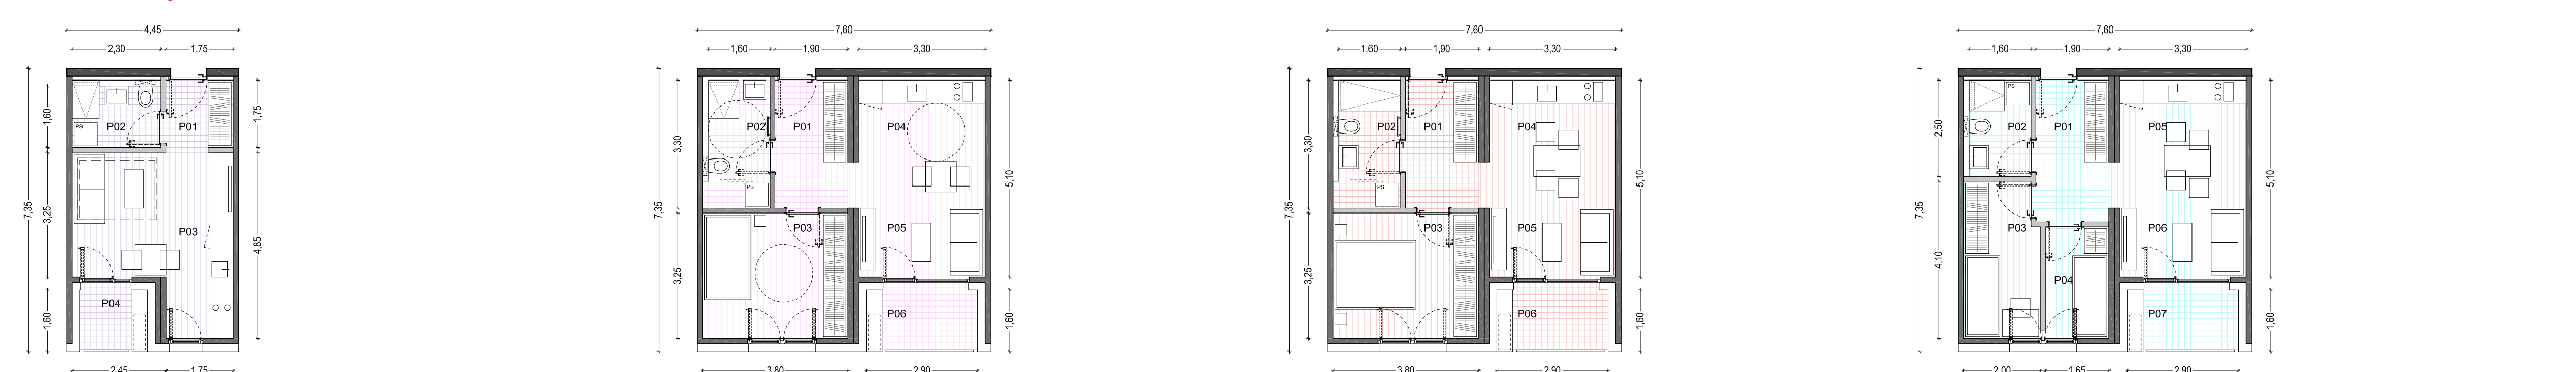 4,45
2,30 1,75
7,35
1,60
3,25
1,60
1,75
4,85
PS
P02 P01
P03
P04
2,45 1,75
7,60
1,60 1,90 3,30
7,35
3,30
3,25
5,10
1,60
P02 P01 P04
PS
P03 P05
P06
3,80 2,90
7,60
1,60 1,90 3,30
7,35
3,30
3,25
5,10
1,60
P02 P01 P04
PS
P03 P05
P06
3,80 2,90
7,60
1,60 1,90 3,30
7,35
2,50
4,10
5,10
1,60
PS
P02 P01 P05
P03 P06
P04
P07
2,00 1,65 2,90